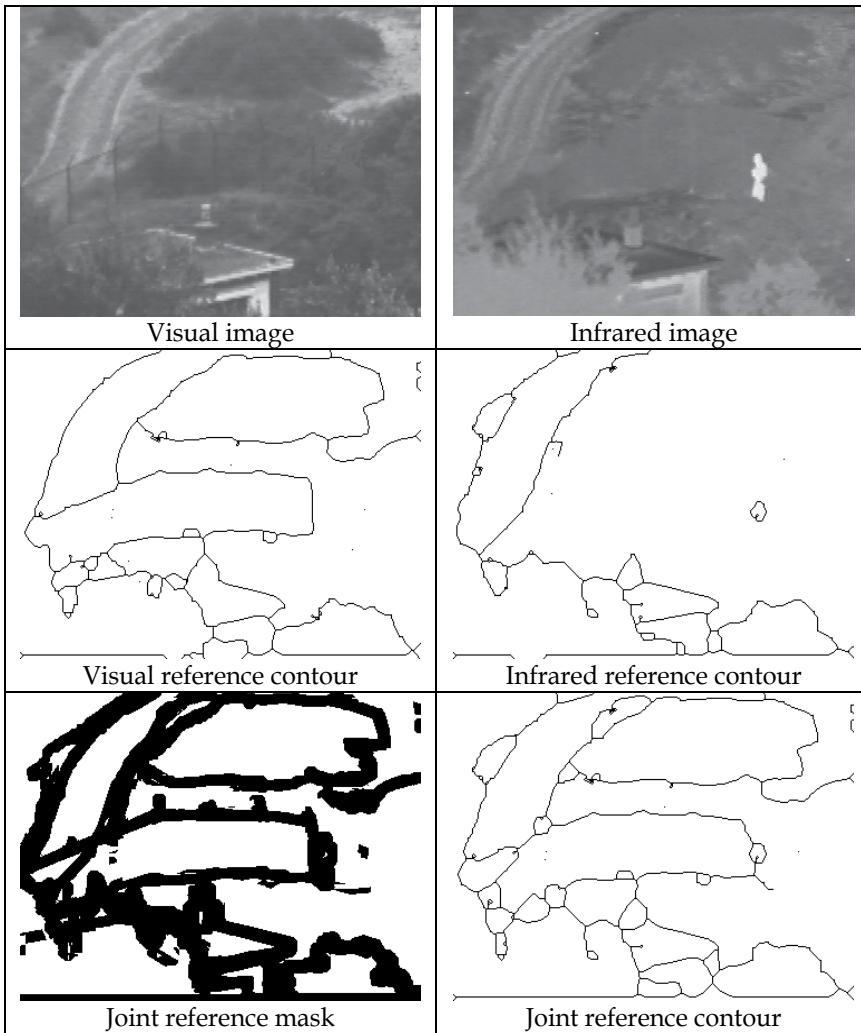 Visual image
Infrared image
Visual reference contour
Infrared reference contour
Joint reference mask
Joint reference contour